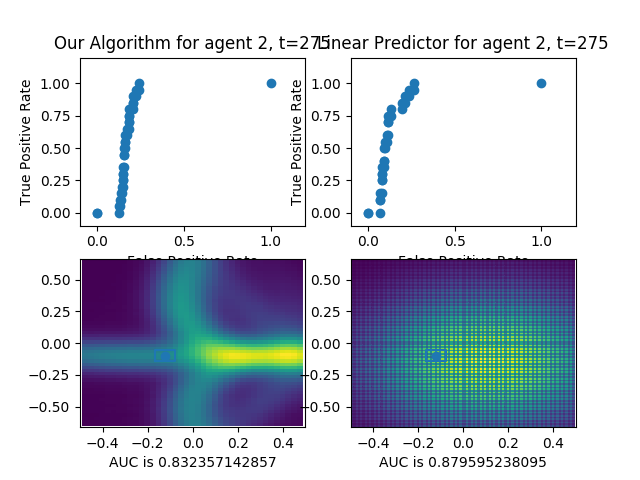 Our Algorithm for agent 2, t=275
Linear Predictor for agent 2, t=275
True Positive Rate
1.00
0.75
0.50
0.25
0.00
0.0 0.5 1.0
False Positive Rate
True Positive Rate
1.00
0.75
0.50
0.25
0.00
0.0 0.5 1.0
False Positive Rate
0.50
0.25
0.00
−0.25
−0.50
−0.4 −0.2 0.0 0.2 0.4
AUC is 0.832357142857
0.50
0.25
0.00
−0.25
−0.50
−0.4 −0.2 0.0 0.2 0.4
AUC is 0.879595238095